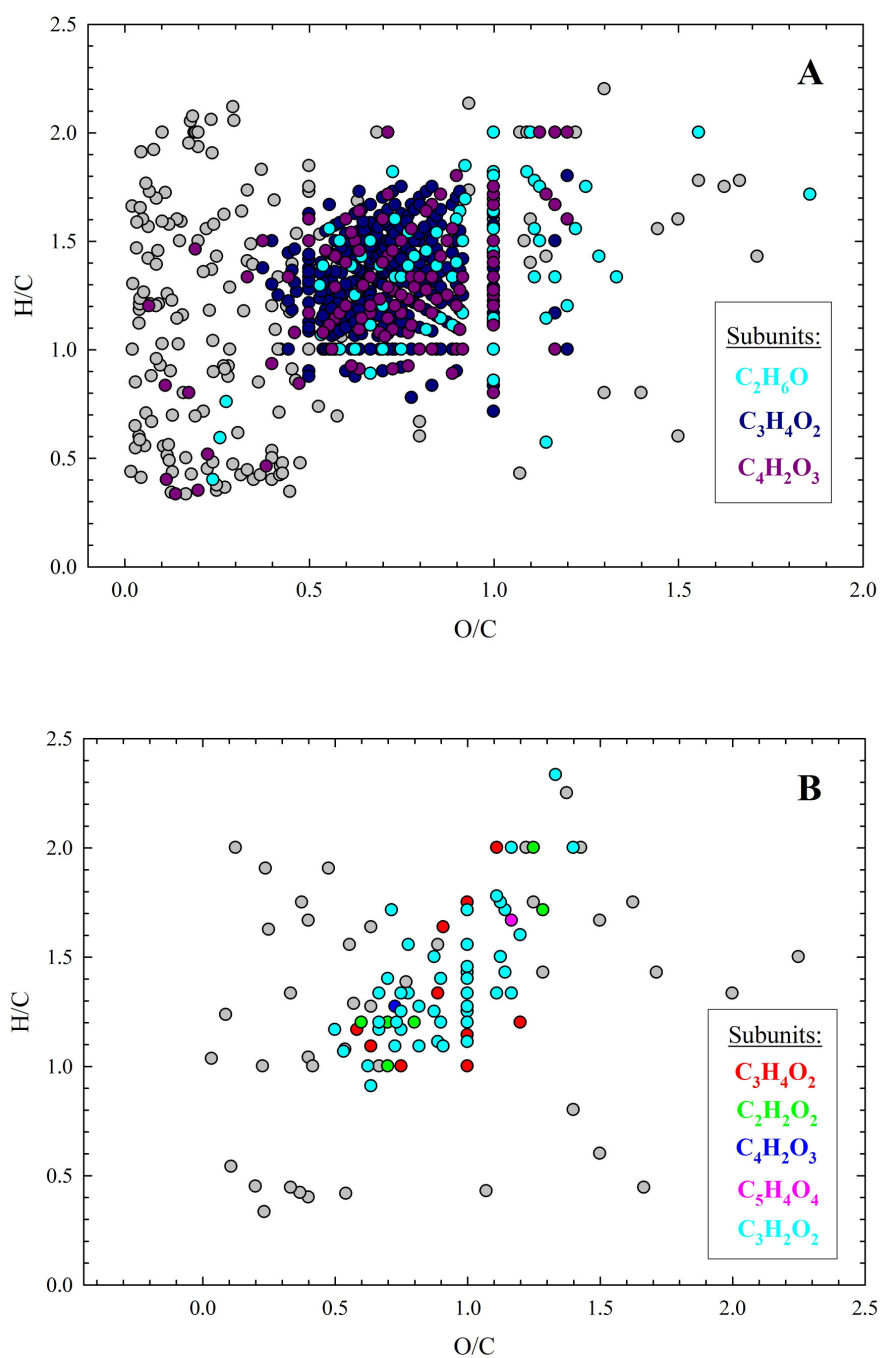 A
2.5
2.0
1.5
1.0
0.5
0.0
H/C
0.0 0.5 1.0 1.5 2.0
O/C
Subunits:
C₂H₆O
C₃H₄O₂
C₄H₂O₃
B
2.5
2.0
1.5
1.0
0.5
0.0
H/C
0.0 0.5 1.0 1.5 2.0 2.5
O/C
Subunits:
C₃H₄O₂
C₂H₂O₂
C₄H₂O₃
C₅H₄O₄
C₃H₂O₂